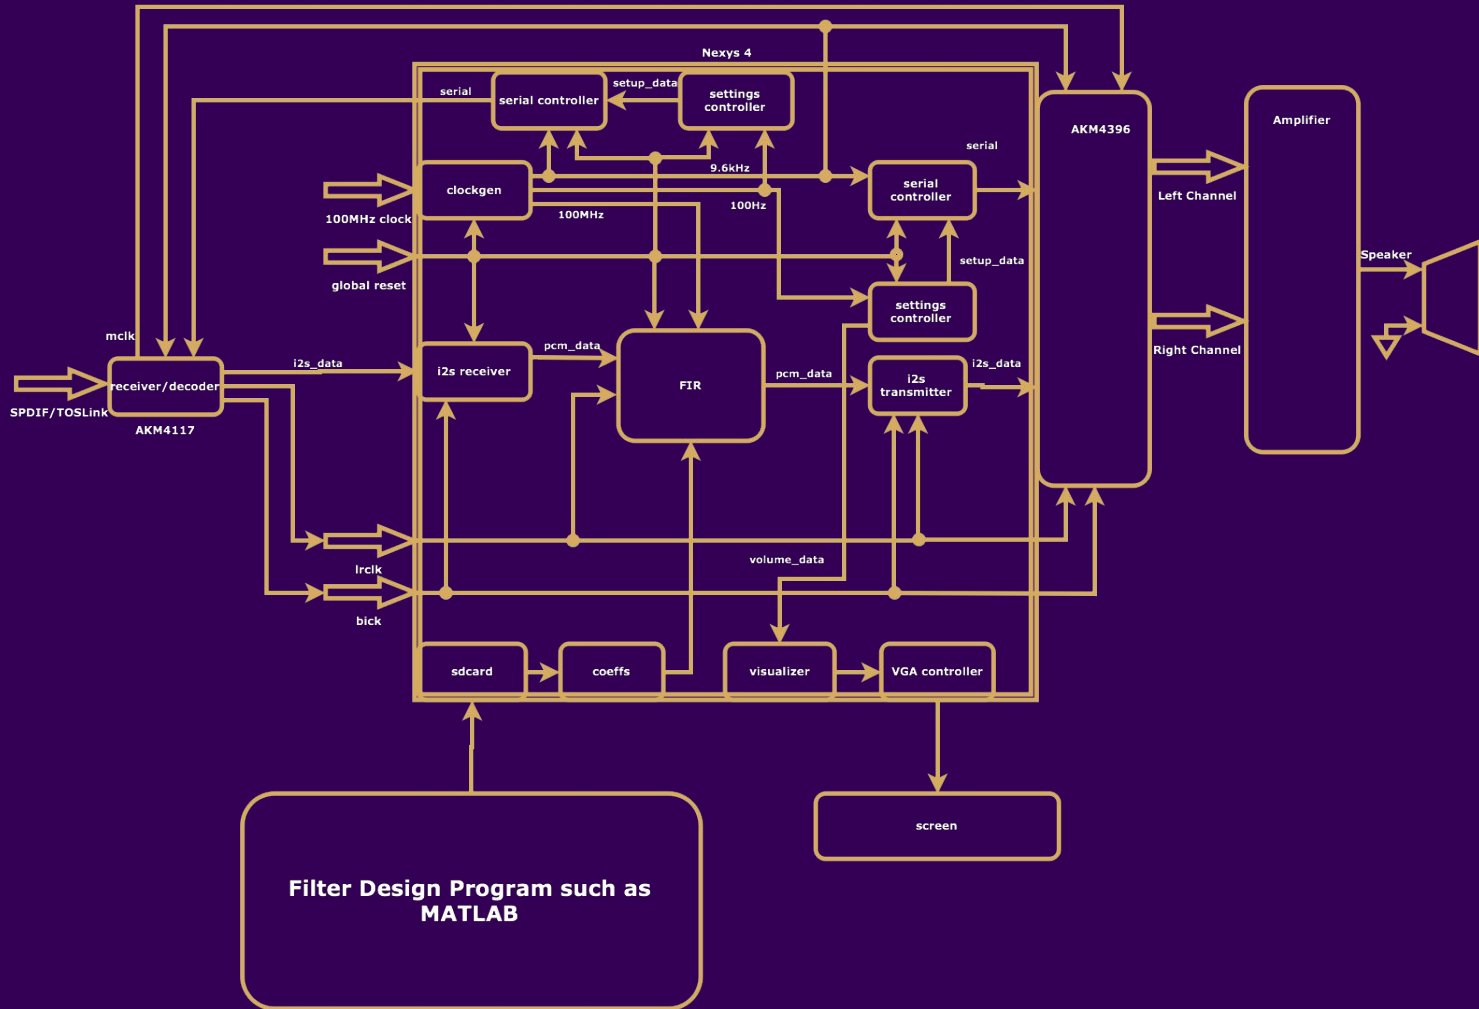 Nexys 4
serial
serial controller
setup_data
settings
controller
AKM4396
Amplifier
serial
clockgen
9.6kHz
serial
controller
100MHz clock
100MHz
100Hz
Left Channel
global reset
setup_data
Speaker
settings
controller
mclk
i2s_data
i2s receiver
pcm_data
FIR
pcm_data
i2s
transmitter
i2s_data
Right Channel
receiver/decoder
SPDIF/TOSLink
AKM4117
lrclk
volume_data
bick
sdcard
coeffs
visualizer
VGA controller
screen
Filter Design Program such as
MATLAB